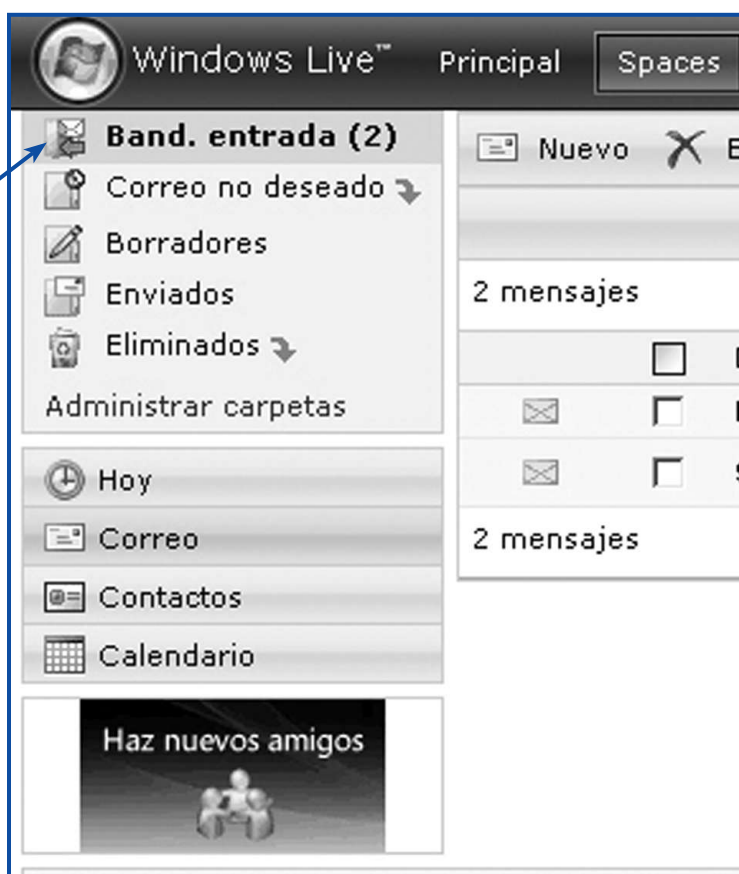 Windows Live™ Principal Spaces
Band. entrada (2)
Correo no deseado
Borradores
Enviados
Eliminados
Administrar carpetas
Hoy
Correo
Contactos
Calendario
Haz nuevos amigos
Nuevo
2 mensajes
2 mensajes